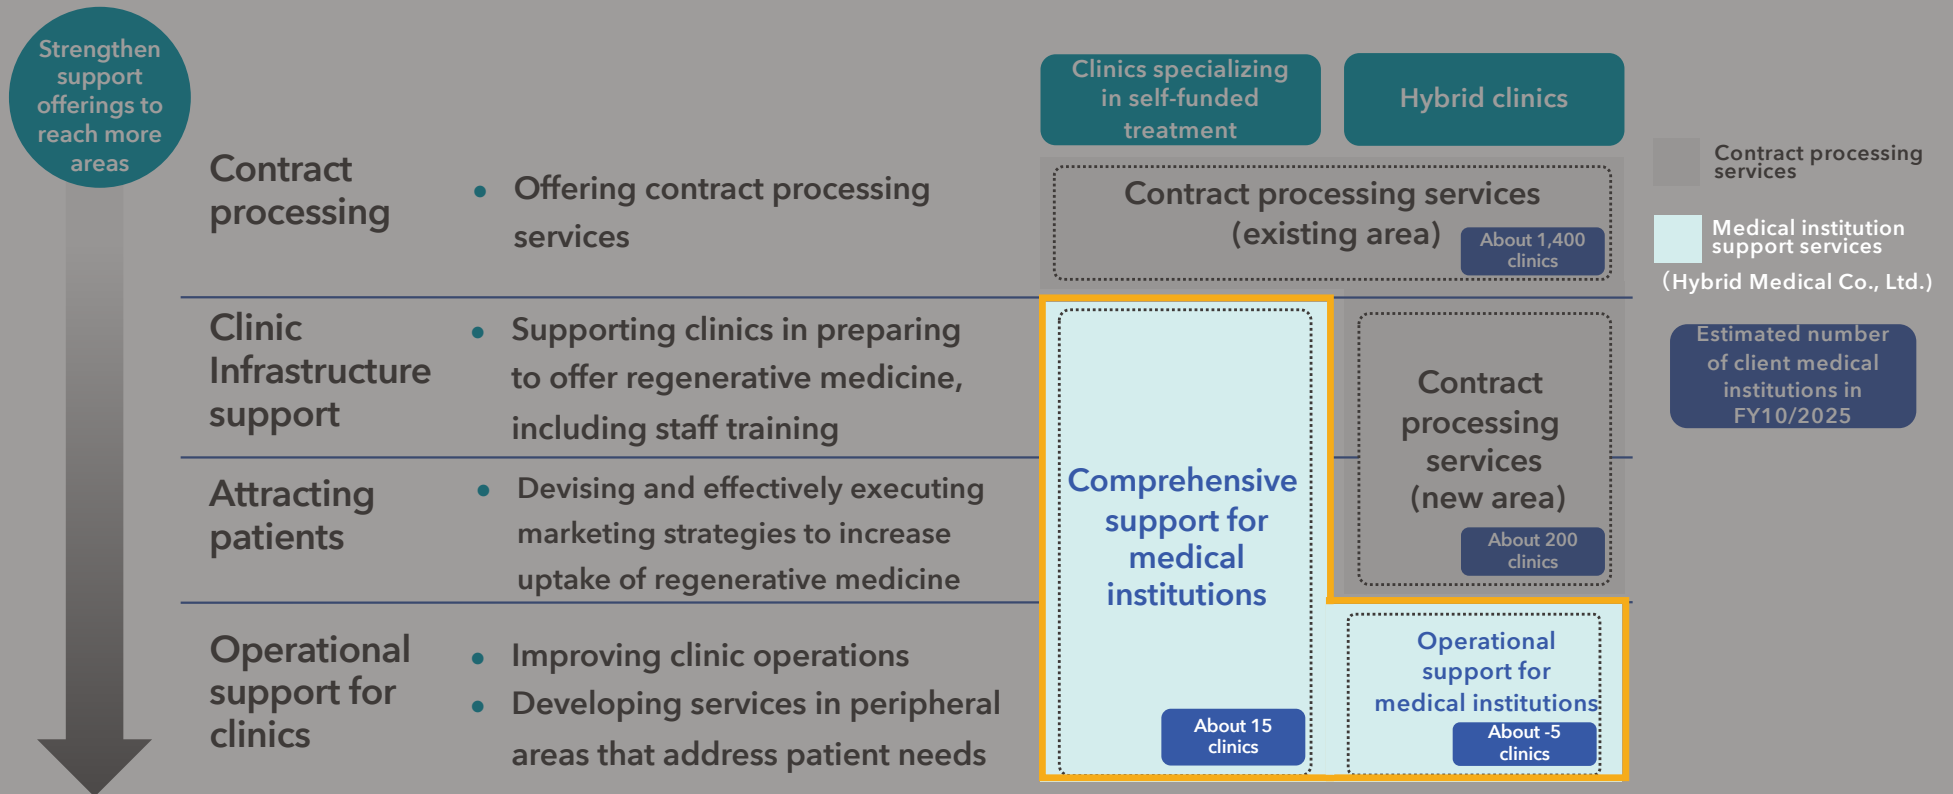 Strengthen
support
offerings to
reach more
areas
Clinics specializing
in self-funded
treatment
Hybrid clinics
Contract
processing
• Offering contract processing
services
Contract processing services
(existing area)
About 1,400
clinics
Contract processing
services
Medical institution
support services
(Hybrid Medical Co., Ltd.)
Estimated number
of client medical
institutions in
FY10/2025
Clinic
Infrastructure
support
• Supporting clinics in preparing
to offer regenerative medicine,
including staff training
Attracting
patients
• Devising and effectively executing
marketing strategies to increase
uptake of regenerative medicine
Operational
support for
clinics
• Improving clinic operations
• Developing services in peripheral
areas that address patient needs
Comprehensive
support for
medical
institutions
About 15
clinics
Contract
processing
services
(new area)
About 200
clinics
Operational
support for
medical institutions
About -5
clinics